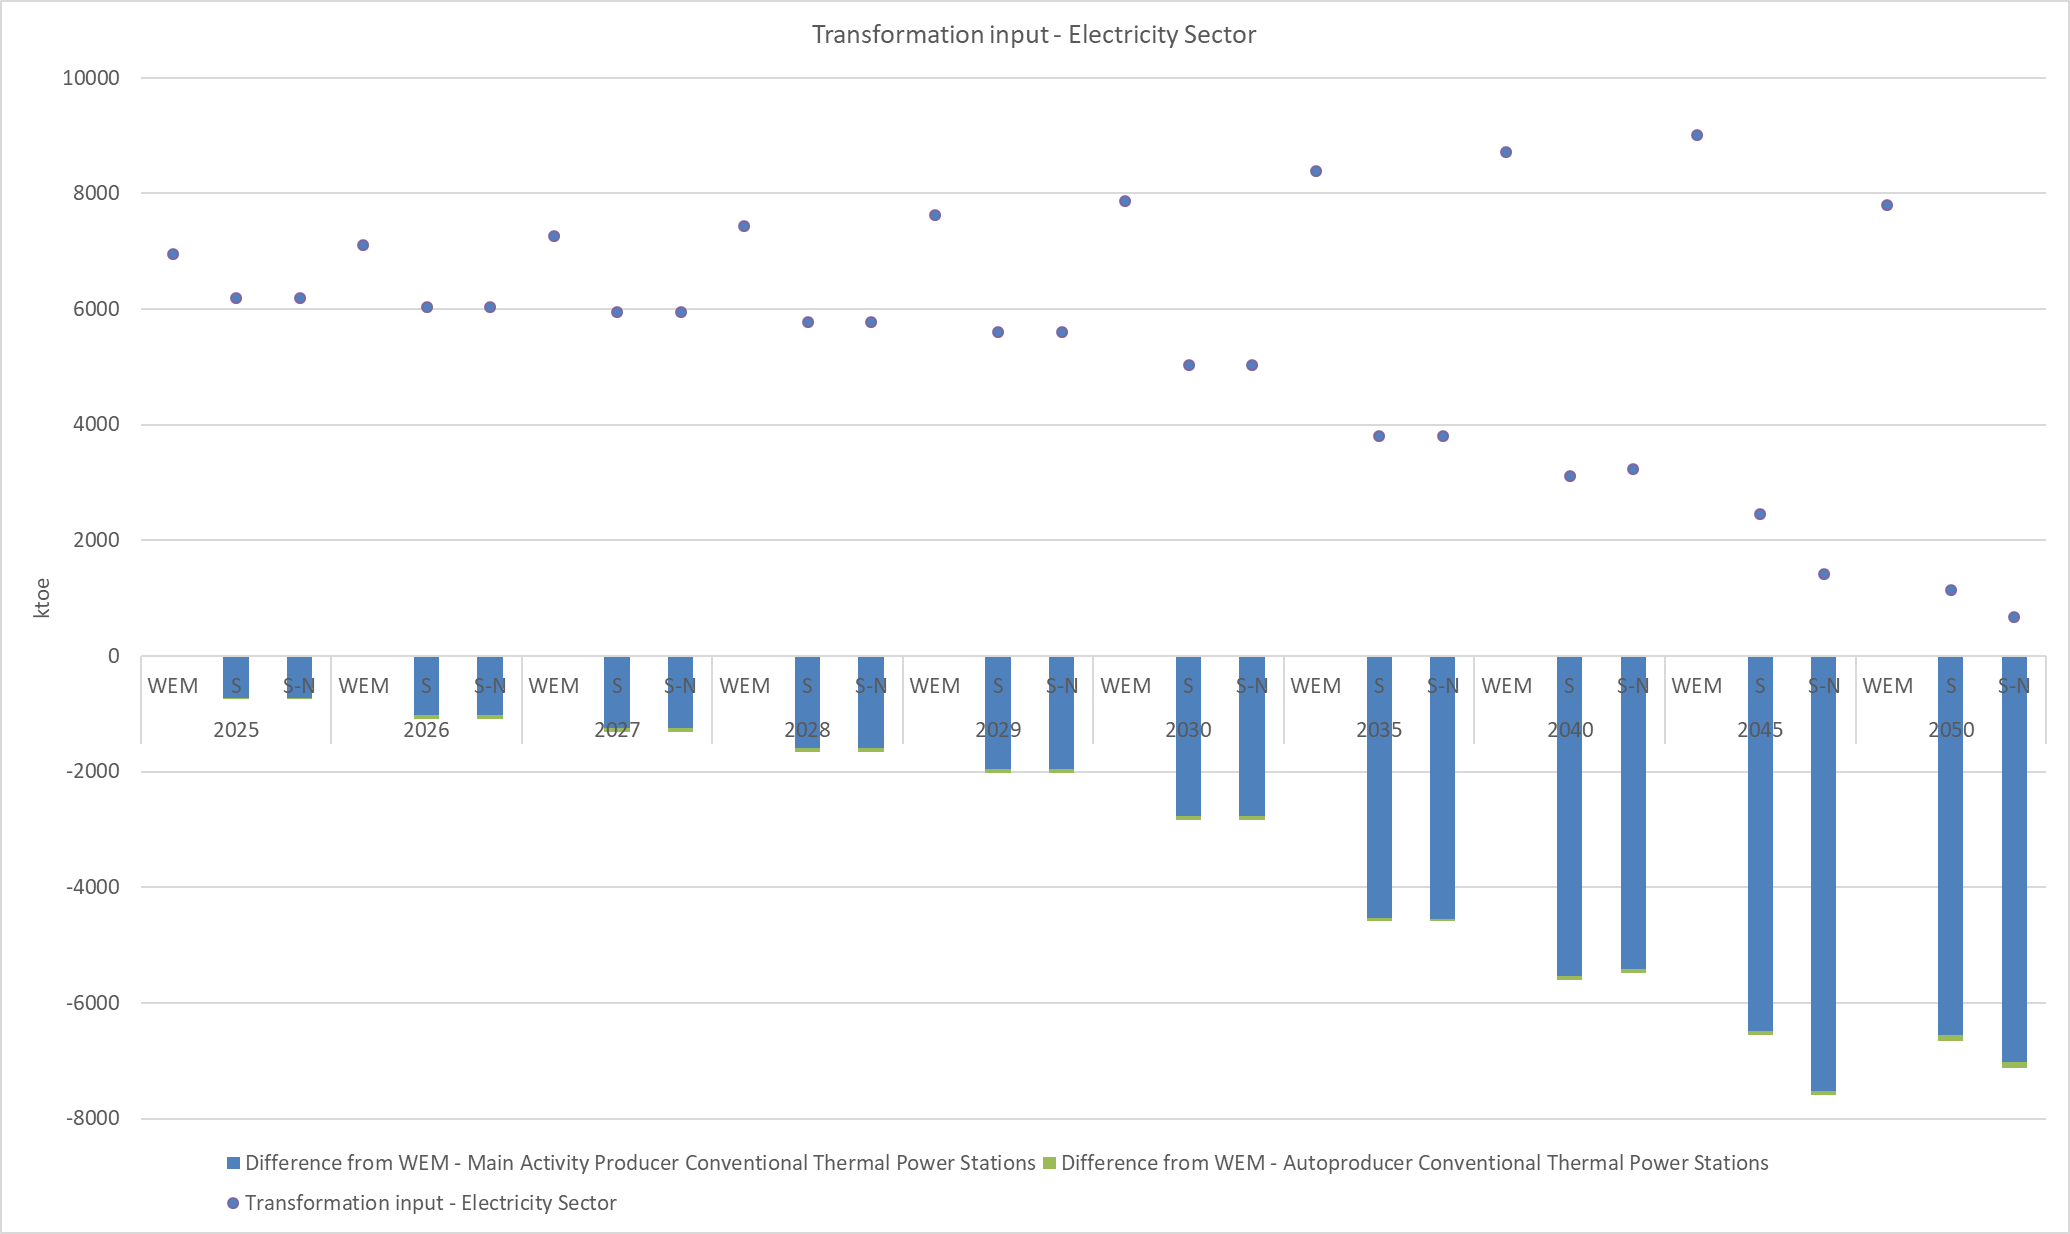 Transformation input - Electricity Sector
10000
8000
6000
4000
2000
0
-2000
-4000
-6000
-8000
ktoe
WEM S S-N WEM S S-N WEM S S-N WEM S S-N WEM S S-N WEM S S-N WEM S S-N WEM S S-N WEM S S-N WEM S S-N
2025 2026 2027 2028 2029 2030 2035 2040 2045 2050
Difference from WEM - Main Activity Producer Conventional Thermal Power Stations Difference from WEM - Autoproducer Conventional Thermal Power Stations
Transformation input - Electricity Sector